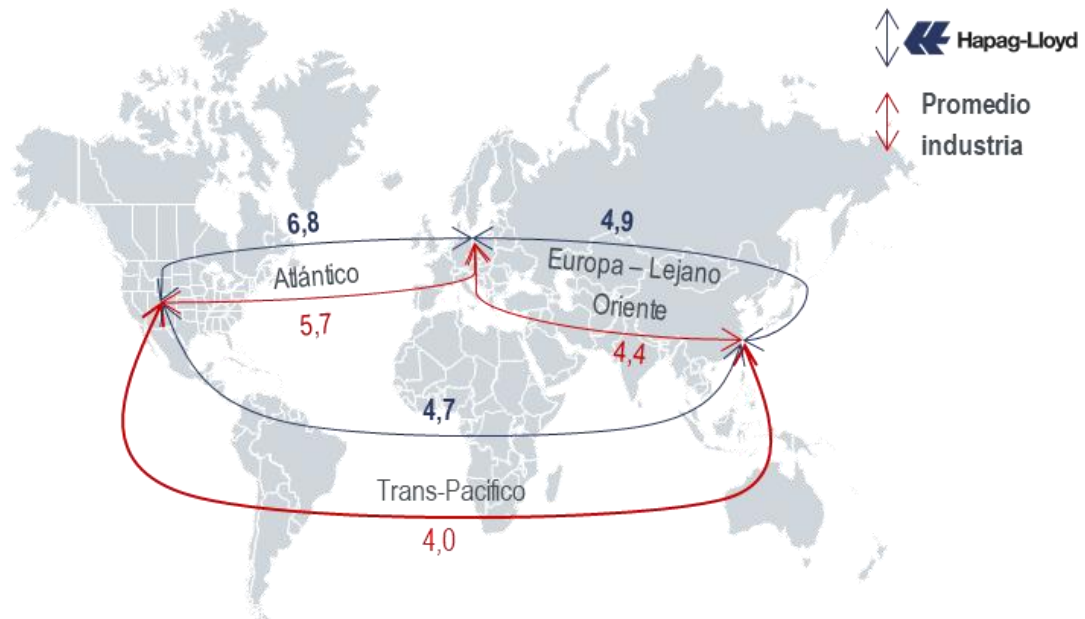 Hapag-Lloyd
Promedio
industria
6,8
4,9
Atlántico
Europa – Lejano
Oriente
5,7
4,4
4,7
Trans-Pacífico
4,0